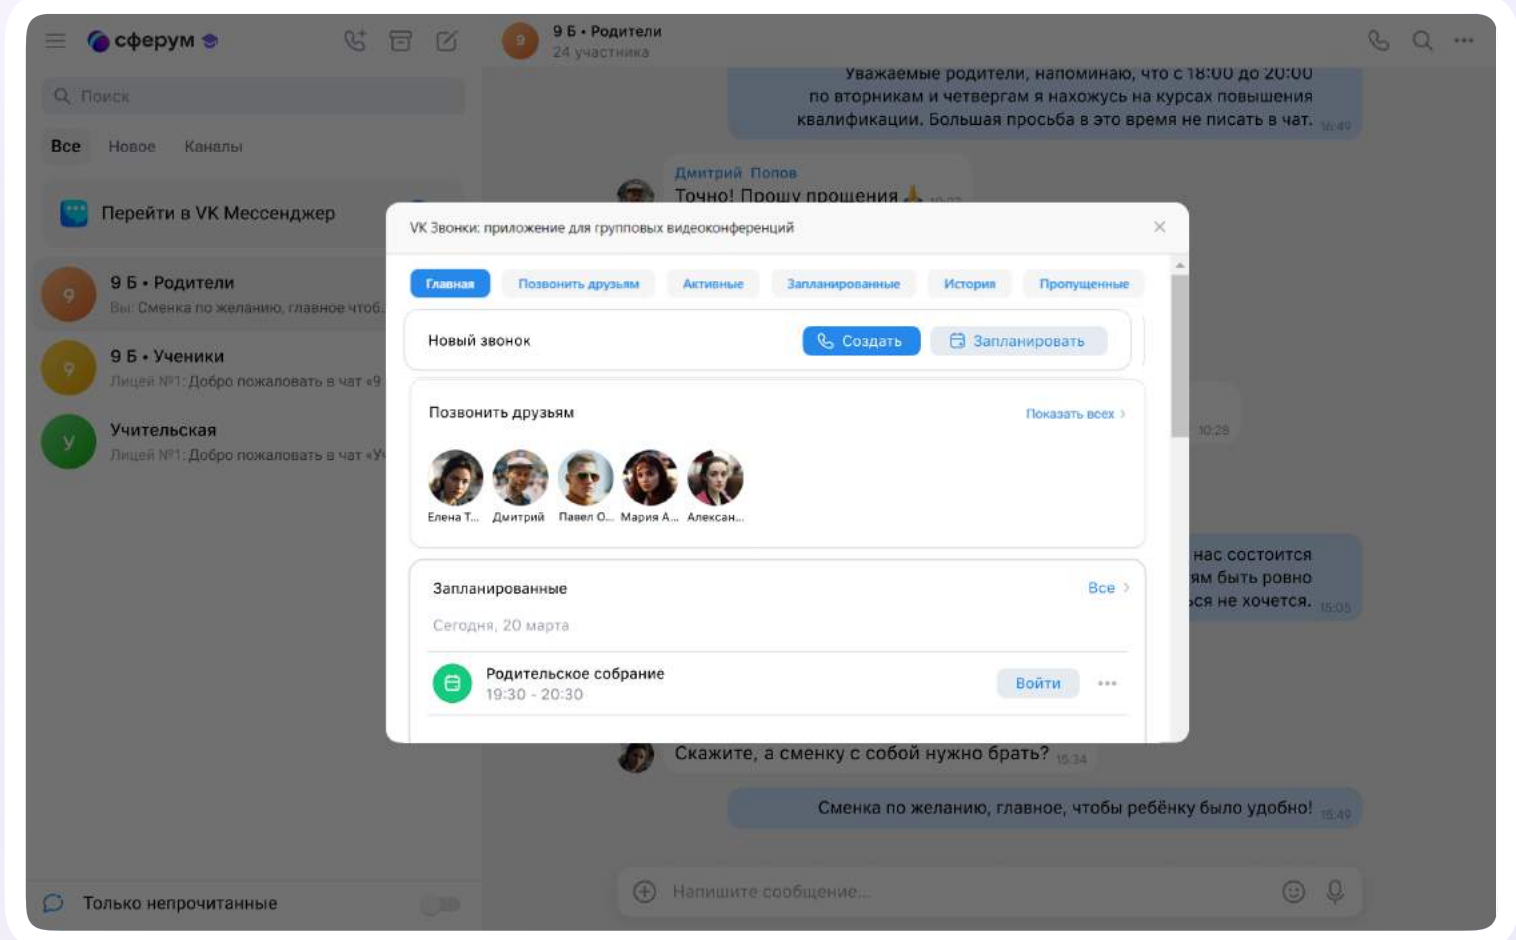 сферум
9
9 Б • Родители
24 участника
Поиск
Все Новое Каналы
Перейти в VK Мессенджер
9
9 Б • Родители
Вы: Сменка по желанию, главное чтоб..
9
9 Б • Ученики
Лицей №1: Добро пожаловать в чат «9
У
Учительская
Лицей №1: Добро пожаловать в чат «Уч
Только непрочитанные
Уважаемые родители, напоминаю, что с 18:00 до 20:00
по вторникам и четвергам я нахожусь на курсах повышения
квалификации. Большая просьба в это время не писать в чат. 16:49
Дмитрий Попов
Точно! Прошу прощения
VK Звонки: приложение для групповых видеоконференций
Главная Позвонить друзьям Активные Запланированные История Пропущенные
Новый звонок Создать Запланировать
Позвонить друзьям Показать всех
Елена Т... Дмитрий Павел О... Мария А... Алексан...
Запланированные Все
Сегодня, 20 марта
Родительское собрание
19:30 - 20:30
Войти
10:28
нас состоится
ям быть ровно
ься не хочется. 15:05
Скажите, а сменку с собой нужно брать? 15:34
Сменка по желанию, главное, чтобы ребёнку было удобно! 15:49
Напишите сообщение...